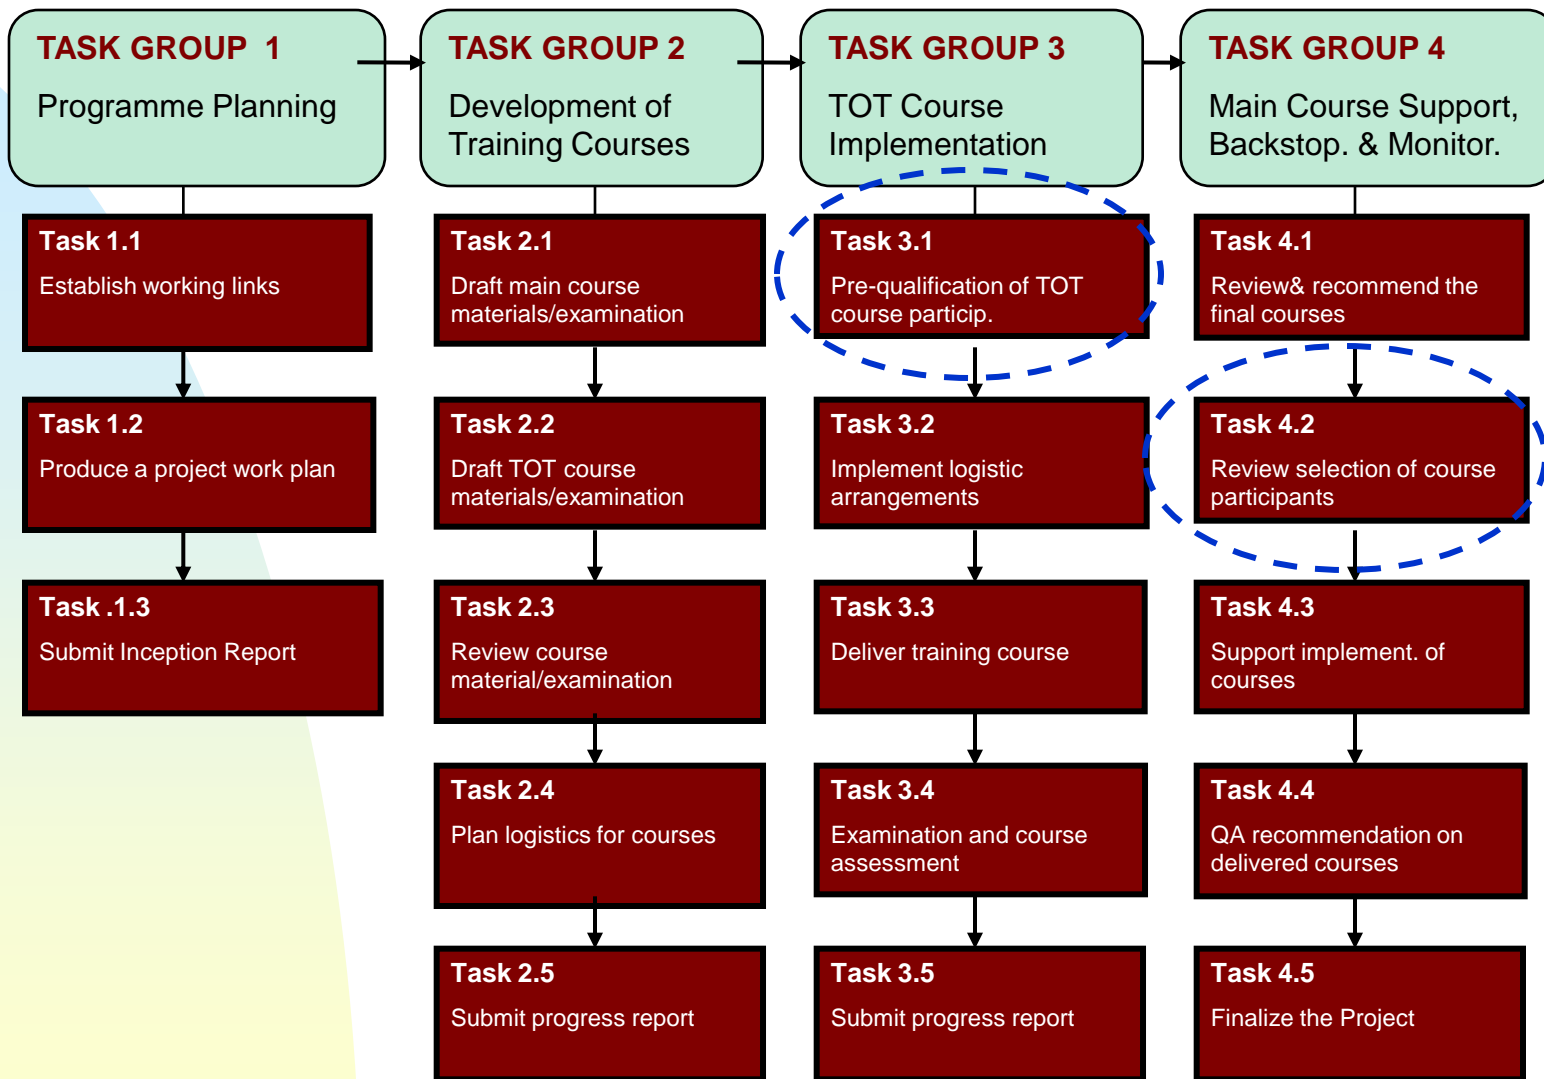 TASK GROUP 1
Programme Planning
Task 1.1
Establish working links
Task 1.2
Produce a project work plan
Task .1.3
Submit Inception Report
TASK GROUP 2
Development of
Training Courses
Task 2.1
Draft main course
materials/examination
Task 2.2
Draft TOT course
materials/examination
Task 2.3
Review course
material/examination
Task 2.4
Plan logistics for courses
Task 2.5
Submit progress report
TASK GROUP 3
TOT Course
Implementation
Task 3.1
Pre-qualification of TOT
course particip.
Task 3.2
Implement logistic
arrangements
Task 3.3
Deliver training course
Task 3.4
Examination and course
assessment
Task 3.5
Submit progress report
TASK GROUP 4
Main Course Support,
Backstop. & Monitor.
Task 4.1
Review& recommend the
final courses
Task 4.2
Review selection of course
participants
Task 4.3
Support implement. of
courses
Task 4.4
QA recommendation on
delivered courses
Task 4.5
Finalize the Project